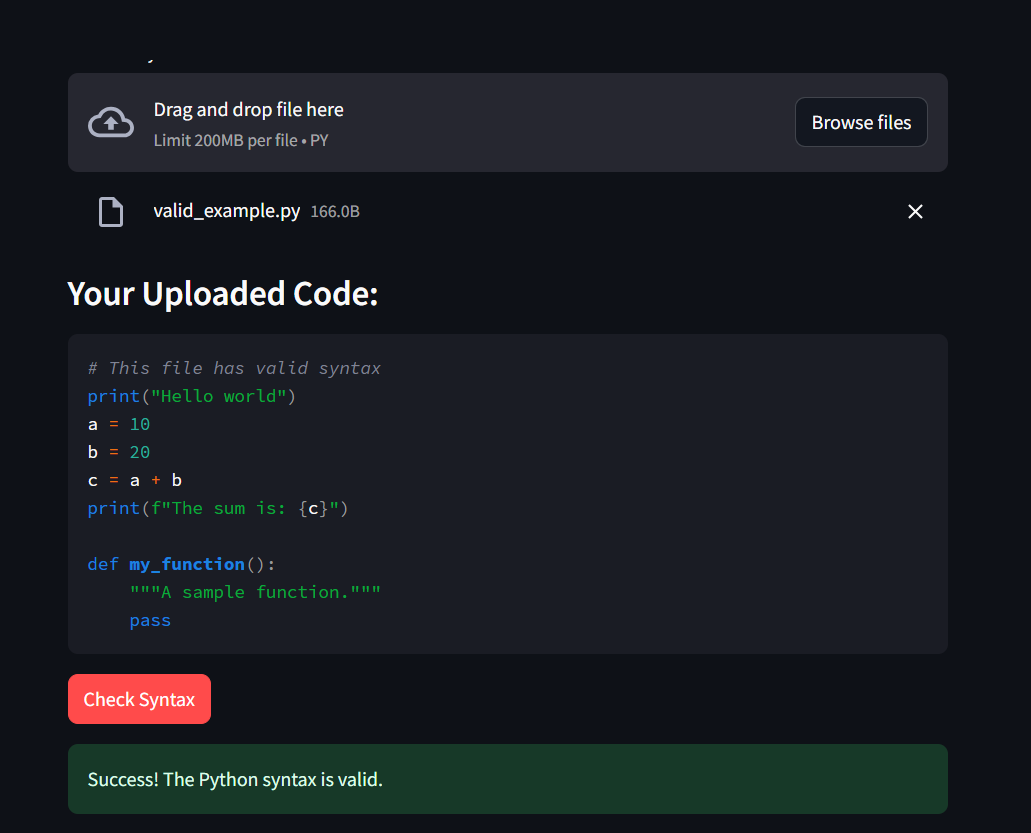 Drag and drop file here
Limit 200MB per file • PY
Browse files
valid_example.py 166.0B
Your Uploaded Code:
# This file has valid syntax
print("Hello world")
a = 10
b = 20
c = a + b
print(f"The sum is: {c}")
def my_function():
    """A sample function."""
    pass
Check Syntax
Success! The Python syntax is valid.